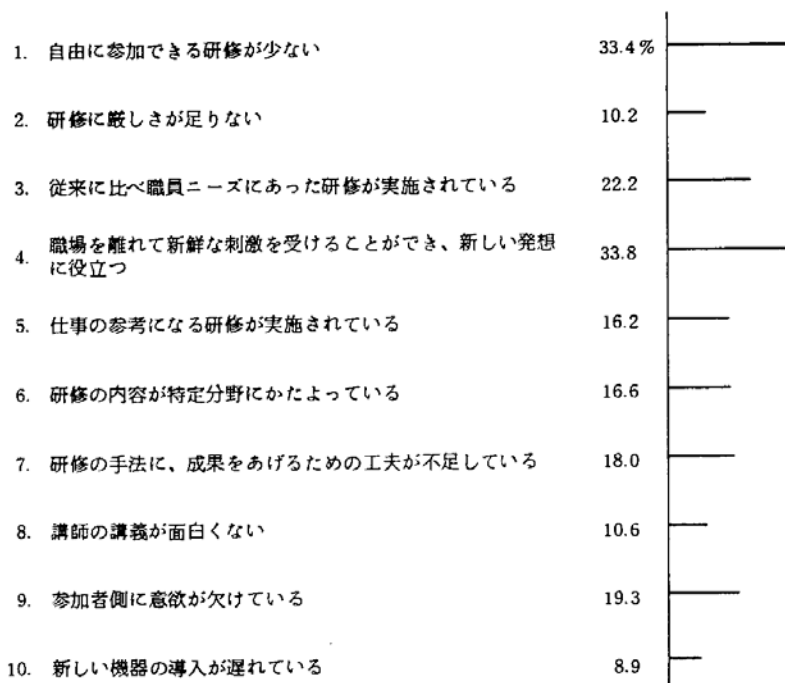 1. 自由に参加できる研修が少ない 33.4%
2. 研修に厳しさが足りない 10.2
3. 従来に比べ職員ニーズにあった研修が実施されている 22.2
4. 職場を離れて新鮮な刺激を受けることができ、新しい発想
に役立つ 33.8
5. 仕事の参考になる研修が実施されている 16.2
6. 研修の内容が特定分野にかたよっている 16.6
7. 研修の手法に、成果をあげるための工夫が不足している 18.0
8. 講師の講義が面白くない 10.6
9. 参加者側に意欲が欠けている 19.3
10. 新しい機器の導入が遅れている 8.9